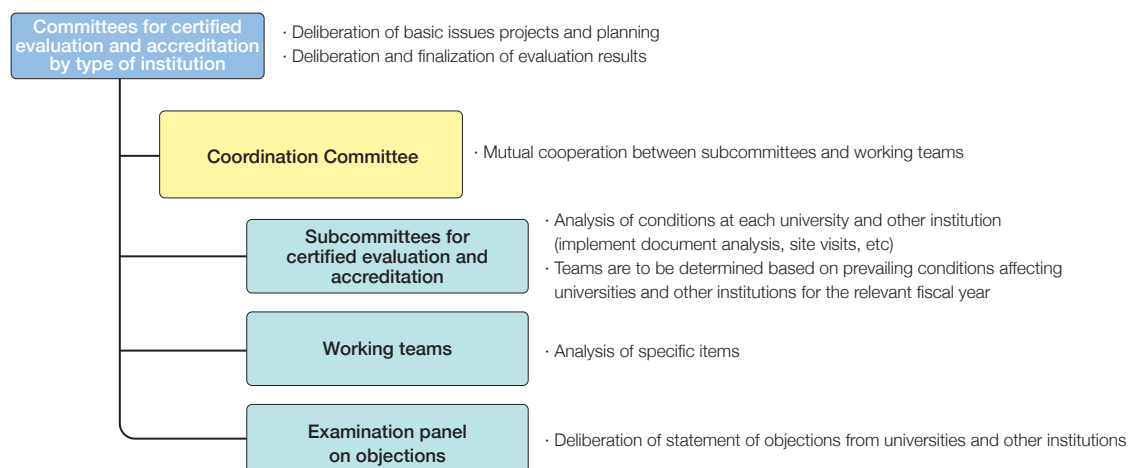 Committees for certified
evaluation and accreditation
by type of institution
· Deliberation of basic issues projects and planning
· Deliberation and finalization of evaluation results
Coordination Committee
· Mutual cooperation between subcommittees and working teams
Subcommittees for
certified evaluation and
accreditation
· Analysis of conditions at each university and other institution
(implement document analysis, site visits, etc)
· Teams are to be determined based on prevailing conditions affecting
universities and other institutions for the relevant fiscal year
Working teams
· Analysis of specific items
Examination panel
on objections
· Deliberation of statement of objections from universities and other institutions